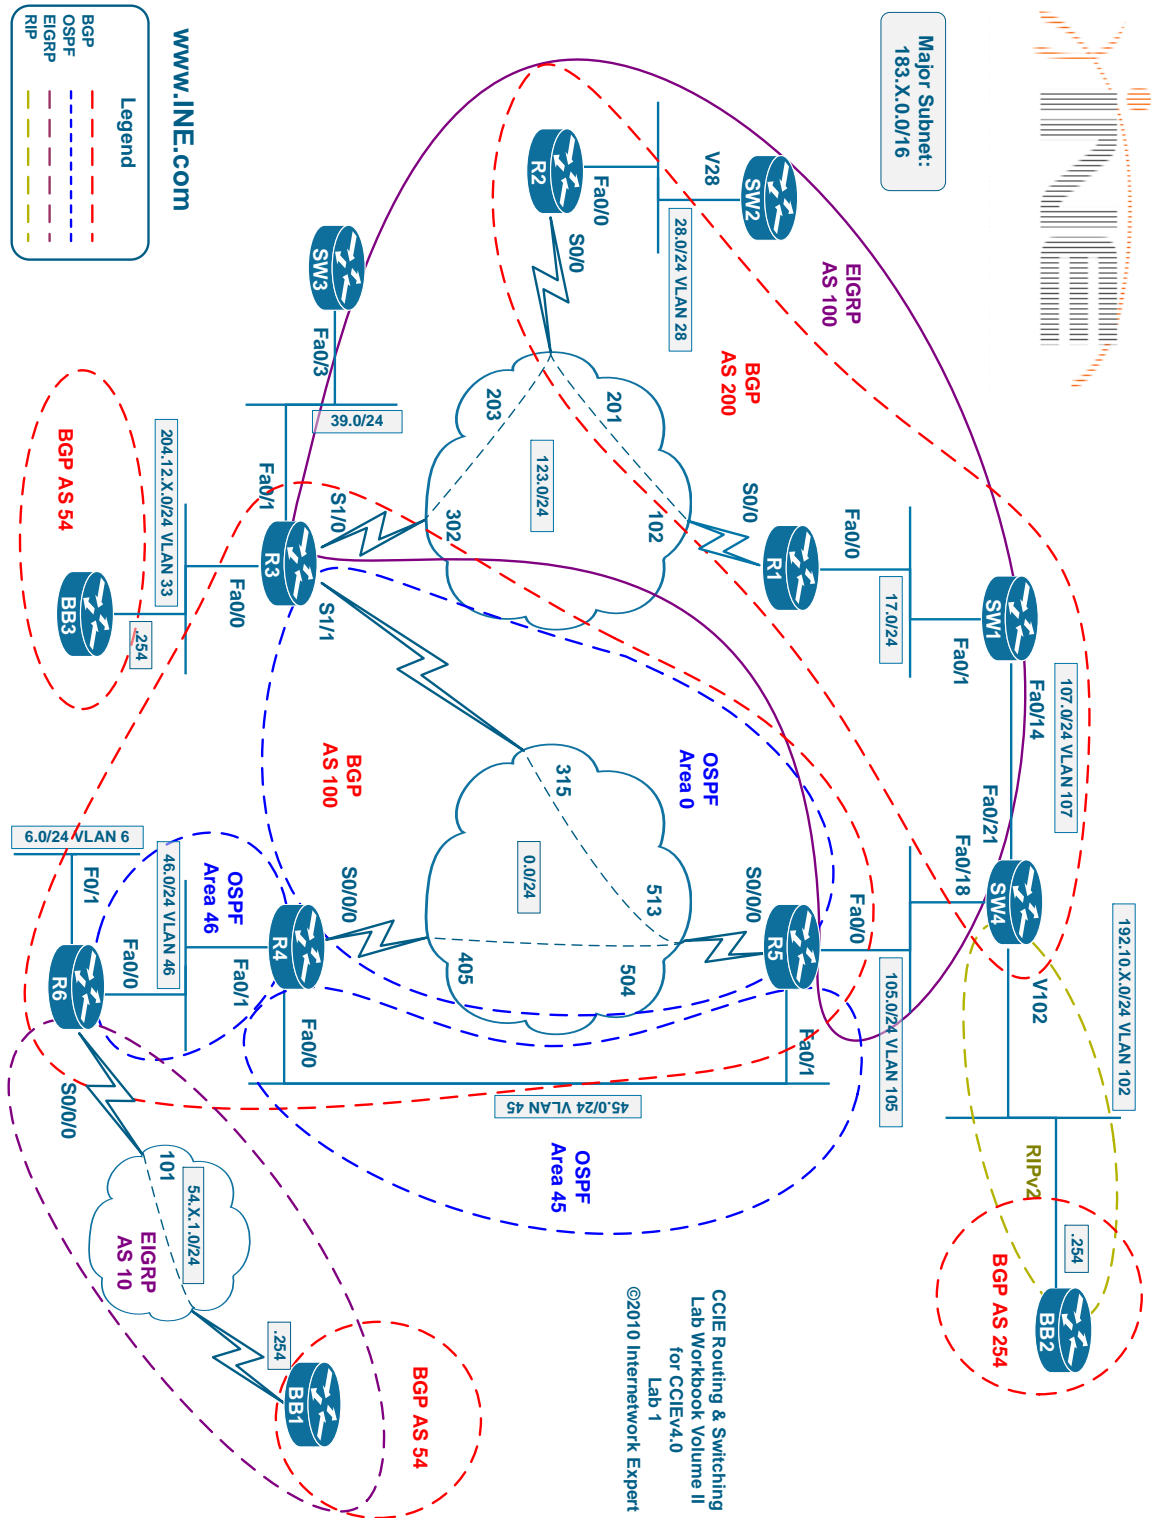 INE
Major Subnet:
183.X.0.0/16
www.INE.com
Legend
BGP
OSPF
EIGRP
RIP
CCIE Routing & Switching
Lab Workbook Volume II
for CCIEv4.0
Lab 1
©2010 Internetwork Expert
SW2
V28
28.0/24 VLAN 28
R2
Fa0/0
S0/0
EIGRP
AS 100
BGP
AS 200
SW3
Fa0/3
39.0/24
Fa0/1
203
201
123.0/24
302
102
S0/0
R1
Fa0/0
17.0/24
SW1
Fa0/1
Fa0/14
107.0/24 VLAN 107
Fa0/21
Fa0/18
SW4
V102
192.10.X.0/24 VLAN 102
RIPv2
.254
BB2
BGP AS 254
S1/0
R3
S1/1
Fa0/0
204.12.X.0/24 VLAN 33
.254
BB3
BGP AS 54
OSPF
Area 0
BGP
AS 100
315
0.0/24
513
504
405
S0/0/0
R5
Fa0/0
Fa0/1
105.0/24 VLAN 105
S0/0/0
R4
Fa0/0
Fa0/1
45.0/24 VLAN 45
OSPF
Area 45
OSPF
Area 46
46.0/24 VLAN 46
6.0/24 VLAN 6
F0/1
Fa0/0
R6
S0/0/0
101
54.X.1.0/24
EIGRP
AS 10
.254
BB1
BGP AS 54